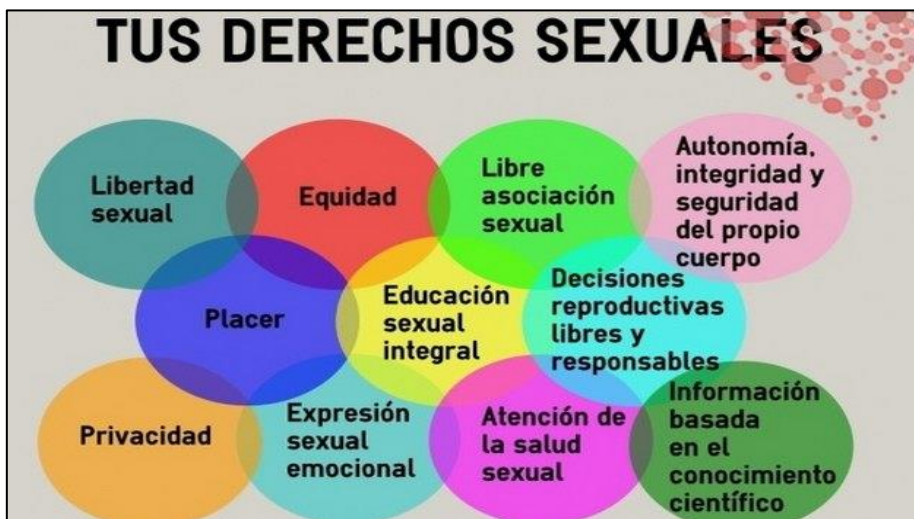 TUS DERECHOS SEXUALES
Libertad
sexual
Equidad
Libre
asociación
sexual
Autonomía,
integridad y
seguridad
del propio
cuerpo
Placer
Educación
sexual
integral
Decisiones
reproductivas
libres y
responsables
Privacidad
Expresión
sexual
emocional
Atención de
la salud
sexual
Información
basada
en el
conocimiento
científico